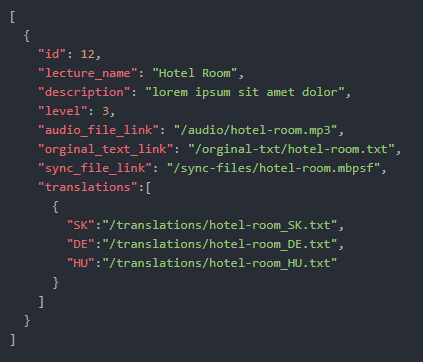 [
  {
    "id": 12,
    "lecture_name": "Hotel Room",
    "description": "lorem ipsum sit amet dolor",
    "level": 3,
    "audio_file_link": "/audio/hotel-room.mp3",
    "orginal_text_link": "/orginal-txt/hotel-room.txt",
    "sync_file_link": "/sync-files/hotel-room.mbpsf",
    "translations":[
      {
        "SK":"/translations/hotel-room_SK.txt",
        "DE":"/translations/hotel-room_DE.txt",
        "HU":"/translations/hotel-room_HU.txt"
      }
    ]
  }
]